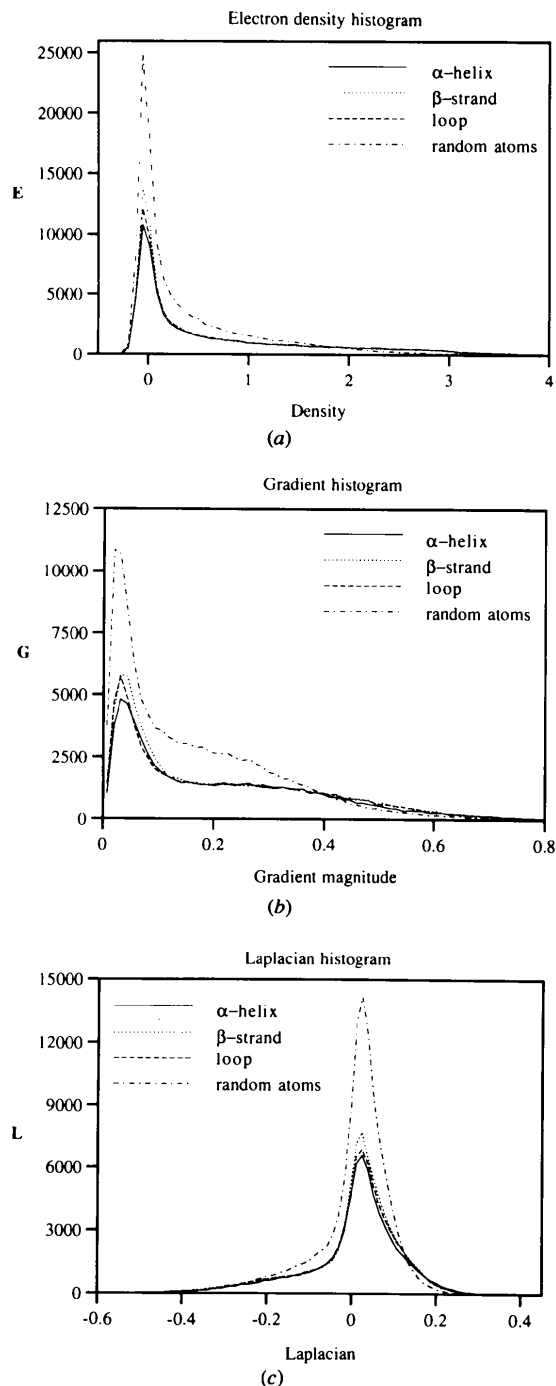 Electron density histogram
25000
20000
15000
10000
5000
0
E
α-helix
β-strand
loop
random atoms
0 1 2 3 4
Density
(a)
Gradient histogram
12500
10000
7500
5000
2500
0
G
α-helix
β-strand
loop
random atoms
0 0.2 0.4 0.6 0.8
Gradient magnitude
(b)
Laplacian histogram
15000
12000
9000
6000
3000
0
L
α-helix
β-strand
loop
random atoms
-0.6 -0.4 -0.2 0 0.2 0.4
Laplacian
(c)